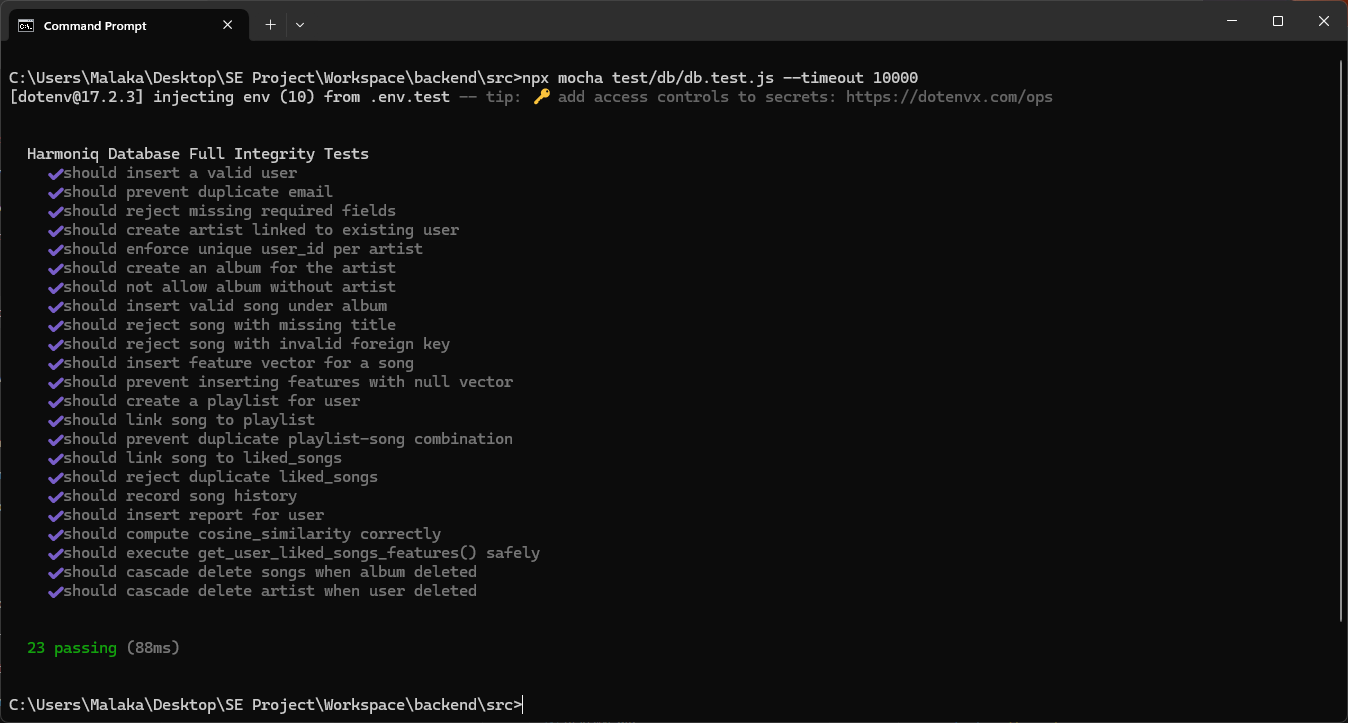 Command Prompt
C:\Users\Malaka\Desktop\SE Project\Workspace\backend\src>npx mocha test/db/db.test.js --timeout 10000
[dotenv@17.2.3] injecting env (10) from .env.test -- tip: 🔑 add access controls to secrets: https://dotenvx.com/ops
Harmoniq Database Full Integrity Tests
✔should insert a valid user
✔should prevent duplicate email
✔should reject missing required fields
✔should create artist linked to existing user
✔should enforce unique user_id per artist
✔should create an album for the artist
✔should not allow album without artist
✔should insert valid song under album
✔should reject song with missing title
✔should reject song with invalid foreign key
✔should insert feature vector for a song
✔should prevent inserting features with null vector
✔should create a playlist for user
✔should link song to playlist
✔should prevent duplicate playlist-song combination
✔should link song to liked_songs
✔should reject duplicate liked_songs
✔should record song history
✔should insert report for user
✔should compute cosine_similarity correctly
✔should execute get_user_liked_songs_features() safely
✔should cascade delete songs when album deleted
✔should cascade delete artist when user deleted
23 passing (88ms)
C:\Users\Malaka\Desktop\SE Project\Workspace\backend\src>